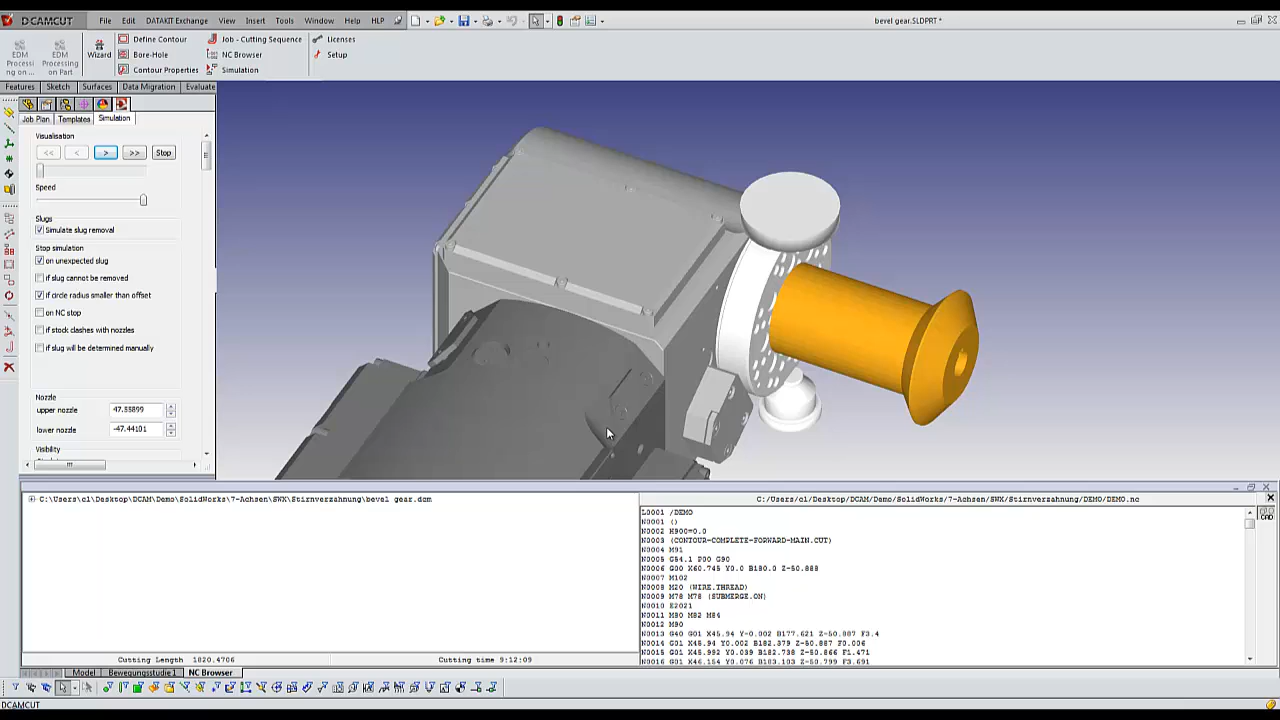 DCAMCUT File Edit DATAKIT Exchange View Insert Tools Window Help HLP bevel gear.SLDPRT *
EDM Processi ng on ...
EDM Processing on Part
Wizard
Define Contour
Bore-Hole
Contour Properties
Job - Cutting Sequence
NC Browser
Simulation
Licenses
Setup
Features Sketch Surfaces Data Migration Evaluate
Job Plan Templates Simulation
Visualisation
<< < > >> Stop
Speed
Slugs
Simulate slug removal
Stop simulation
on unexpected slug
if slug cannot be removed
if circle radius smaller than offset
on NC stop
if stock clashes with nozzles
if slug will be determined manually
Nozzle
upper nozzle 47.55899
lower nozzle -47.44101
Visibility
C:\Users\cl\Desktop\DCAM\Demo\SolidWorks\7-Achsen\SWX\Stirnverzahnung\bevel gear.dcm
C:/Users/cl/Desktop/DCAM/Demo/SolidWorks/7-Achsen/SWX/Stirnverzahnung/DEMO/DEMO.nc
L0001 /DEMO
N0001 ()
N0002 H900=0.0
N0003 (CONTOUR-COMPLETE-FORWARD-MAIN.CUT)
N0004 M91
N0005 G54.1 P00 G90
N0006 G00 X60.745 Y0.0 B180.0 Z-50.888
N0007 M102
N0008 M20 (WIRE.THREAD)
N0009 M78 M78 (SUBMERGE.ON)
N0010 E2021
N0011 M80 M82 M84
N0012 M90
N0013 G40 G01 X45.94 Y-0.002 B177.621 Z-50.887 F3.4
N0014 G01 X45.94 Y0.002 B182.379 Z-50.887 F0.006
N0015 G01 X45.992 Y0.039 B182.738 Z-50.866 F1.471
N0016 G01 X46.154 Y0.076 B183.103 Z-50.799 F3.691
Cutting Length 1820.4706 Cutting time 9:12:09
Model Bewegungsstudie1 NC Browser
DCAMCUT